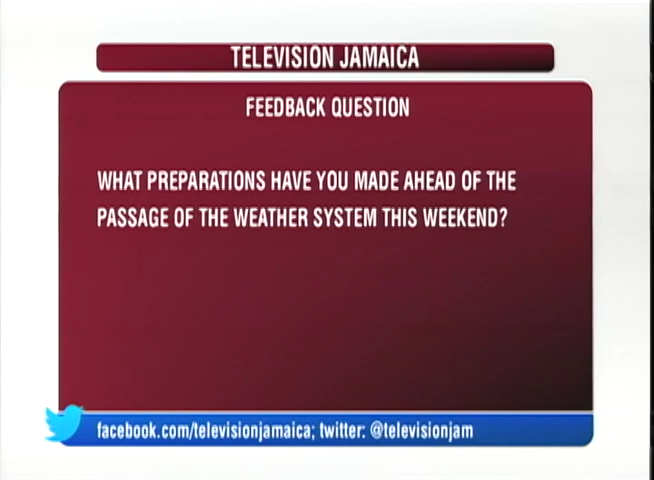 TELEVISION JAMAICA
FEEDBACK QUESTION
WHAT PREPARATIONS HAVE YOU MADE AHEAD OF THE
PASSAGE OF THE WEATHER SYSTEM THIS WEEKEND?
facebook.com/televisionjamaica; twitter: @televisionjam